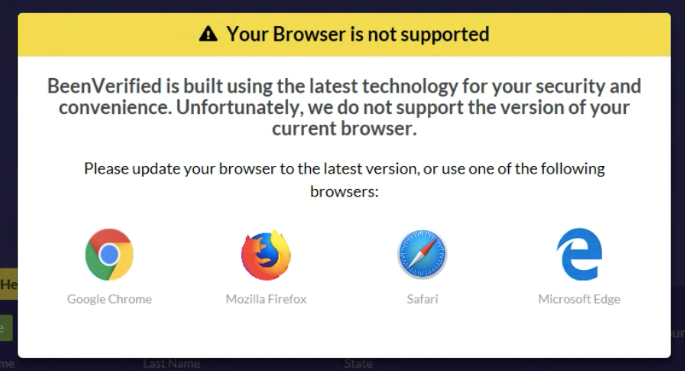 Your Browser is not supported
BeenVerified is built using the latest technology for your security and
convenience. Unfortunately, we do not support the version of your
current browser.
Please update your browser to the latest version, or use one of the following
browsers:
Google Chrome
Mozilla Firefox
Safari
Microsoft Edge
He
e
me
Last Name
State
ur